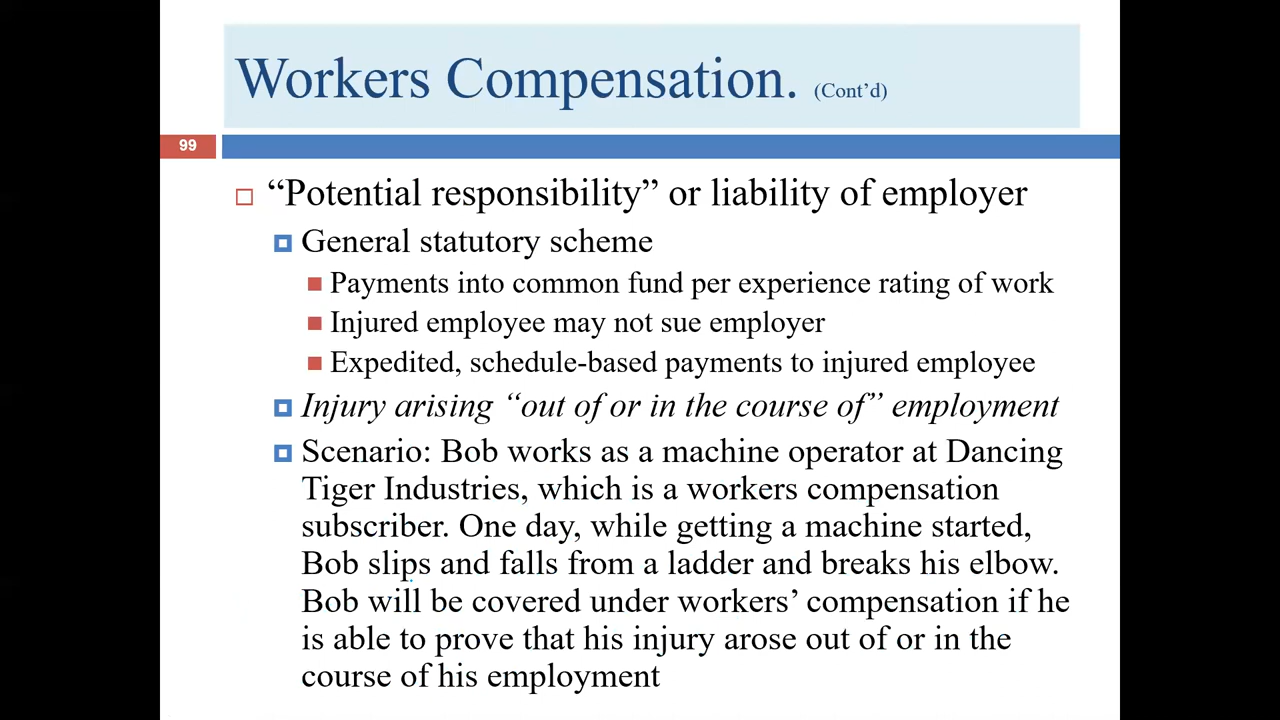 Workers Compensation. (Cont’d)
99
“Potential responsibility” or liability of employer
General statutory scheme
Payments into common fund per experience rating of work
Injured employee may not sue employer
Expedited, schedule-based payments to injured employee
Injury arising “out of or in the course of” employment
Scenario: Bob works as a machine operator at Dancing
Tiger Industries, which is a workers compensation
subscriber. One day, while getting a machine started,
Bob slips and falls from a ladder and breaks his elbow.
Bob will be covered under workers’ compensation if he
is able to prove that his injury arose out of or in the
course of his employment